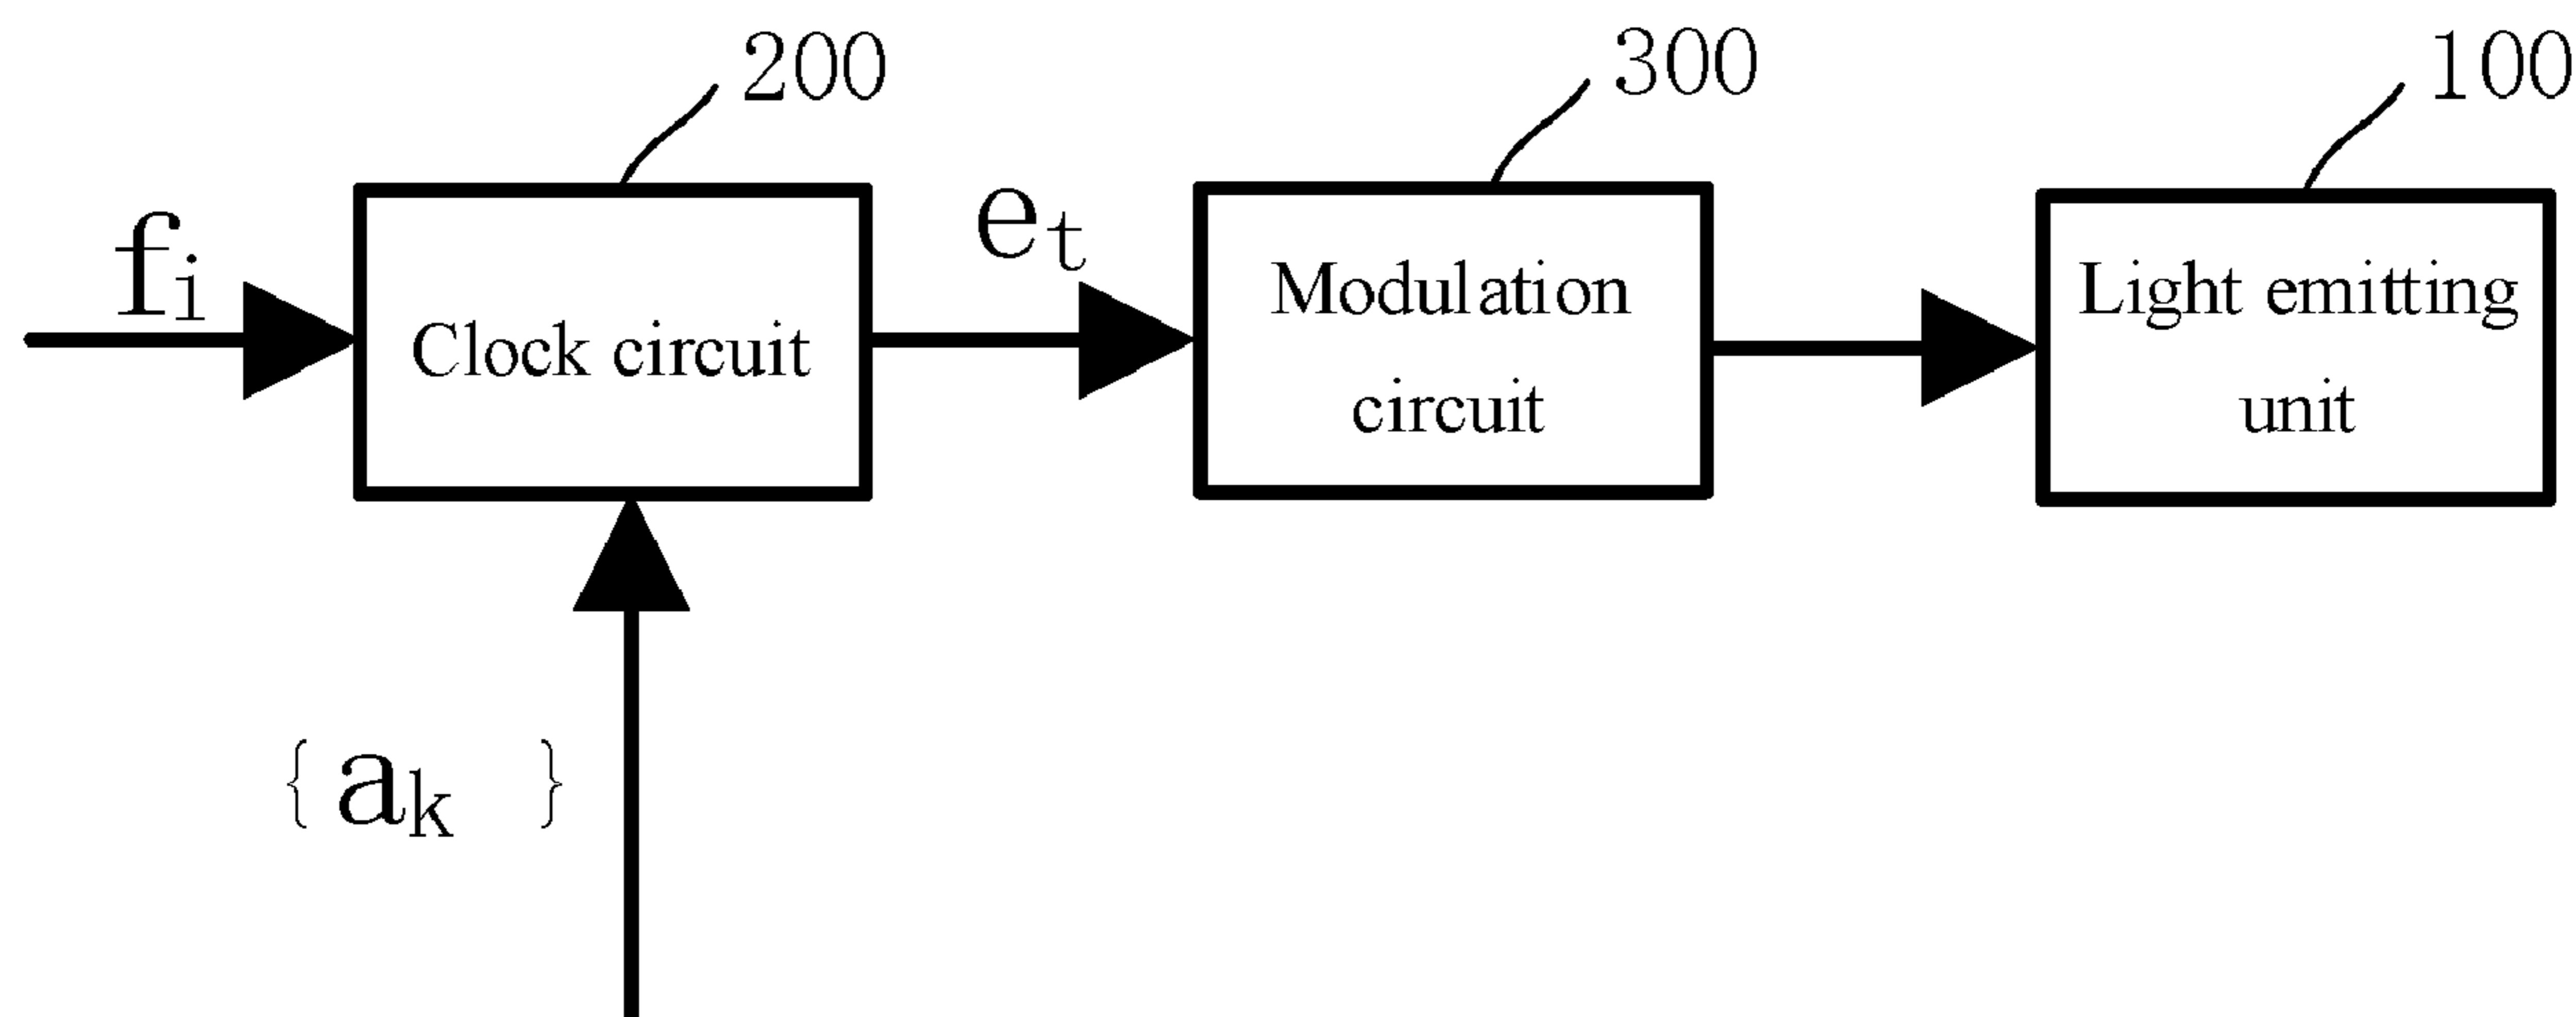 200
300
100
fi
Clock circuit
et
Modulation
circuit
Light emitting
unit
{ak }